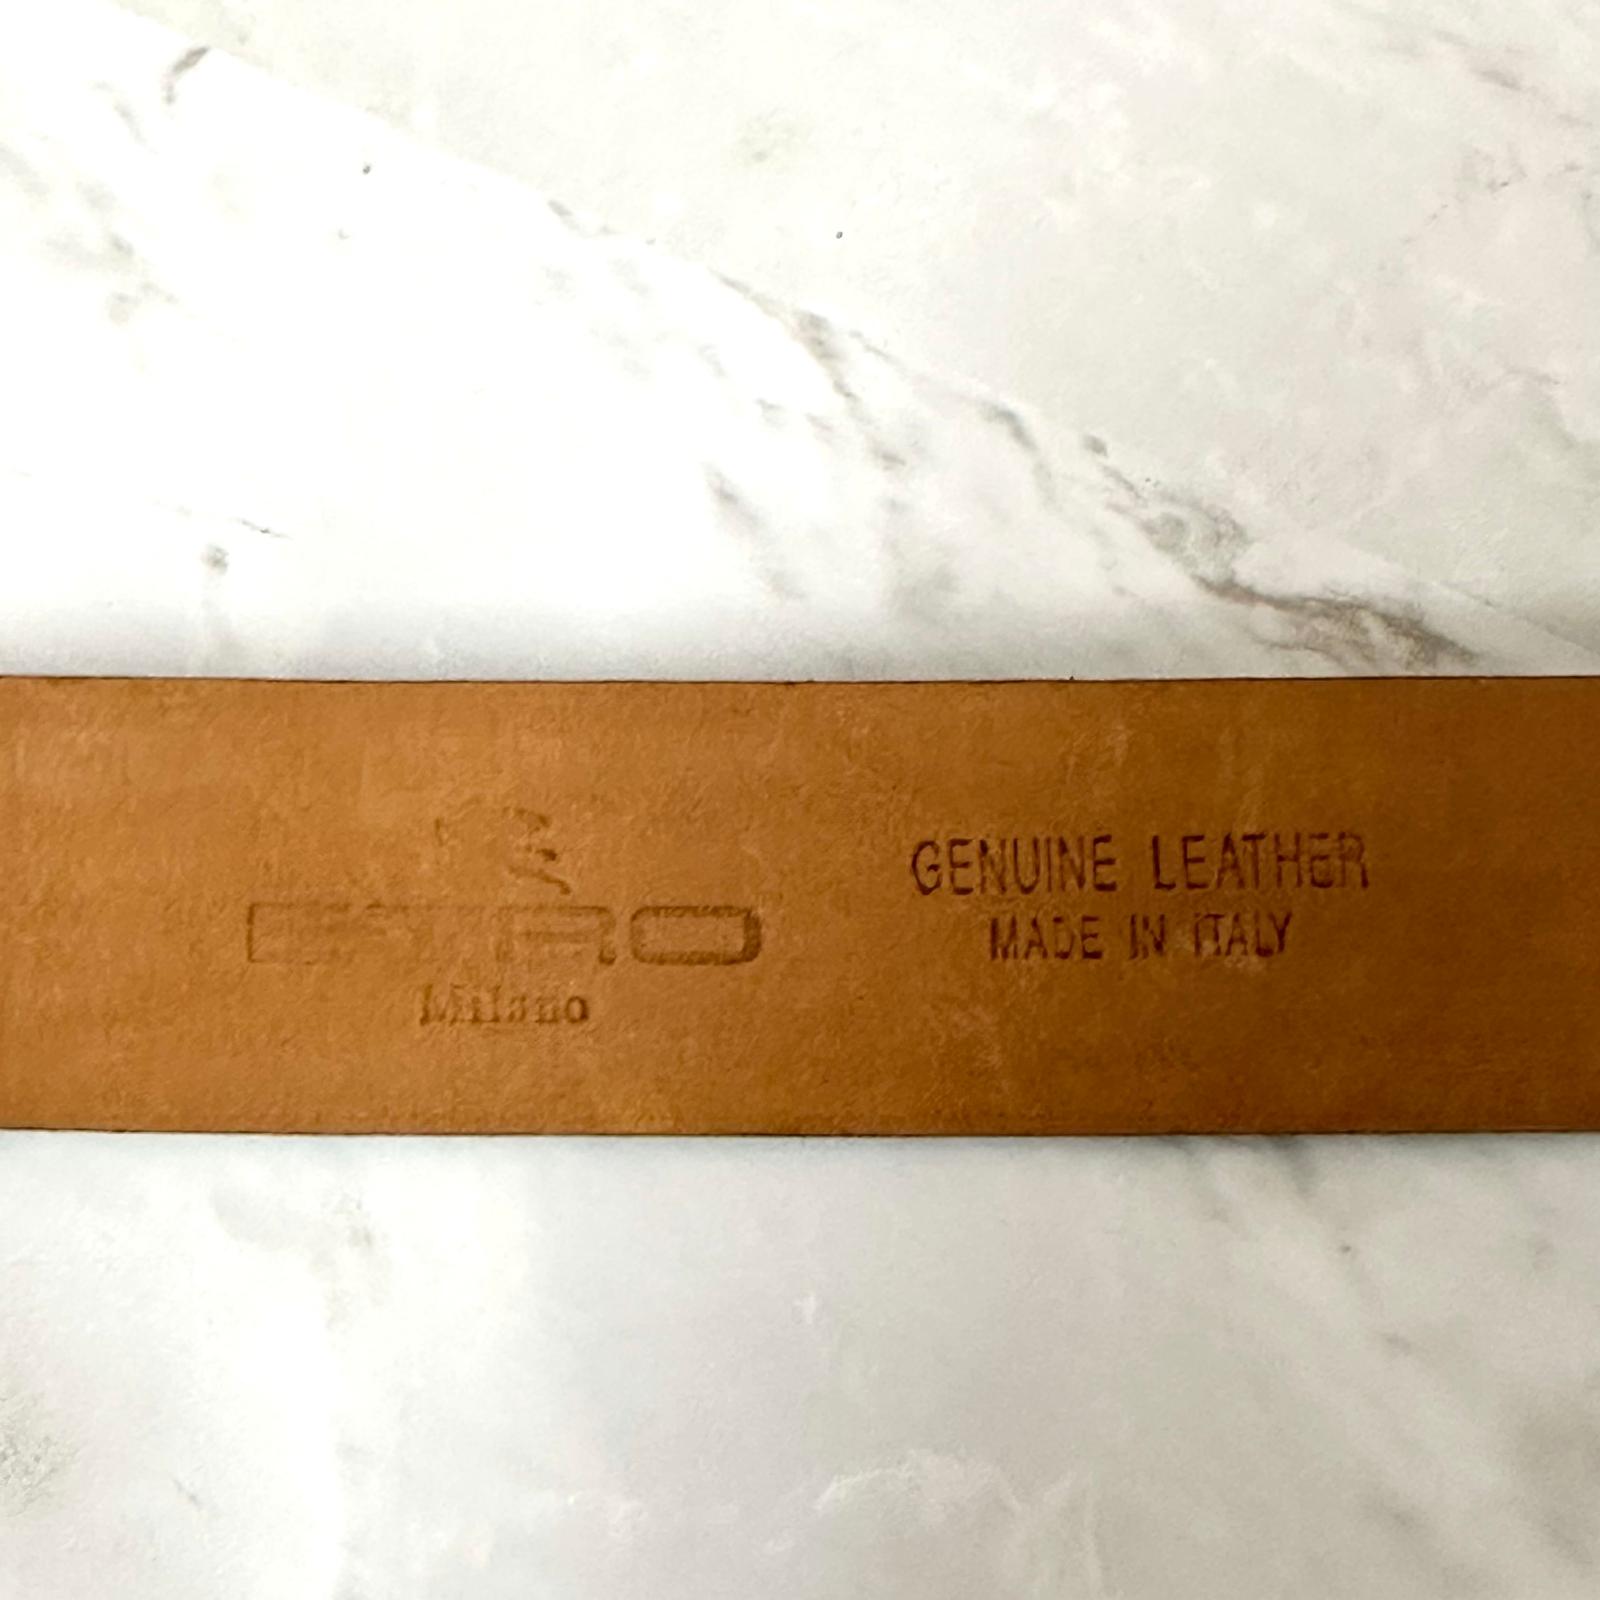 ETRO
Milano
GENUINE LEATHER
MADE IN ITALY